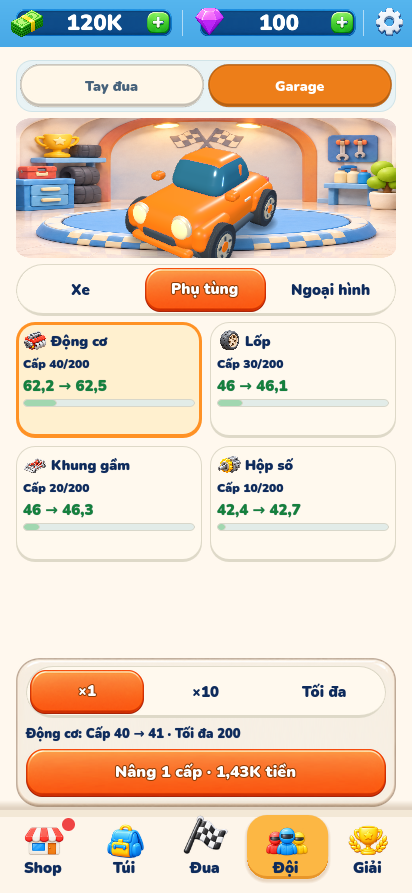 120K
100
Tay đua
Garage
Xe
Phụ tùng
Ngoại hình
Động cơ
Cấp 40/200
62,2 → 62,5
Lốp
Cấp 30/200
46 → 46,1
Khung gầm
Cấp 20/200
46 → 46,3
Hộp số
Cấp 10/200
42,4 → 42,7
×1
×10
Tối đa
Động cơ: Cấp 40 → 41 · Tối đa 200
Nâng 1 cấp · 1,43K tiền
Shop
Túi
Đua
Đội
Giải